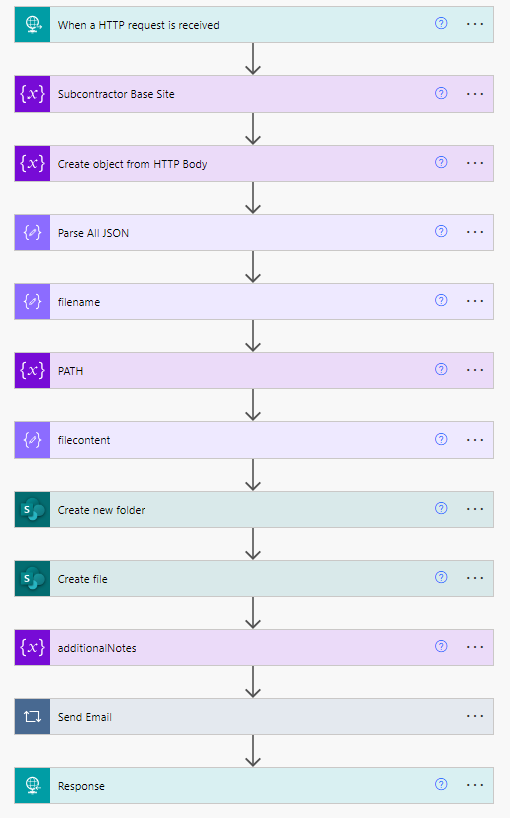 When a HTTP request is received
Subcontractor Base Site
Create object from HTTP Body
Parse All JSON
filename
PATH
filecontent
Create new folder
Create file
additionalNotes
Send Email
Response